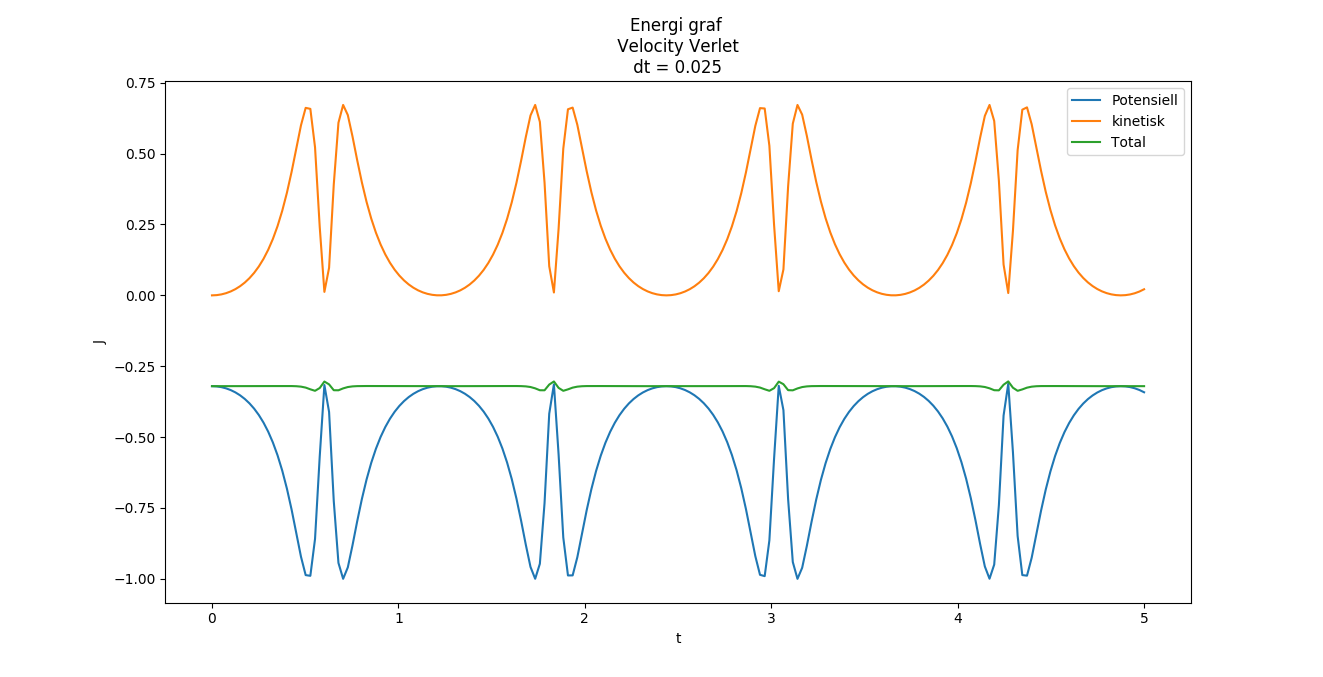 Energi graf
Velocity Verlet
dt = 0.025
Potensiell
kinetisk
Total
0.75
0.50
0.25
0.00
−0.25
−0.50
−0.75
−1.00
J
0 1 2 3 4 5
t